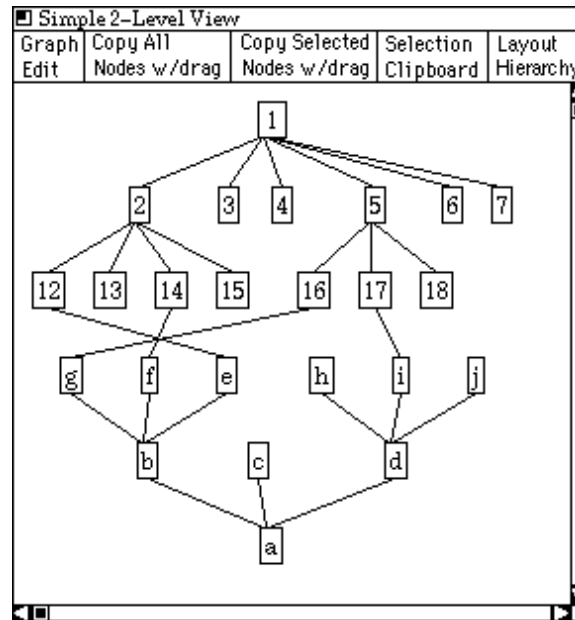 Simple 2-Level View
Graph Edit
Copy All Nodes w/drag
Copy Selected Nodes w/drag
Selection Clipboard
Layout Hierarchy
1
2 3 4 5 6 7
12 13 14 15 16 17 18
g f e h i j
b c d
a